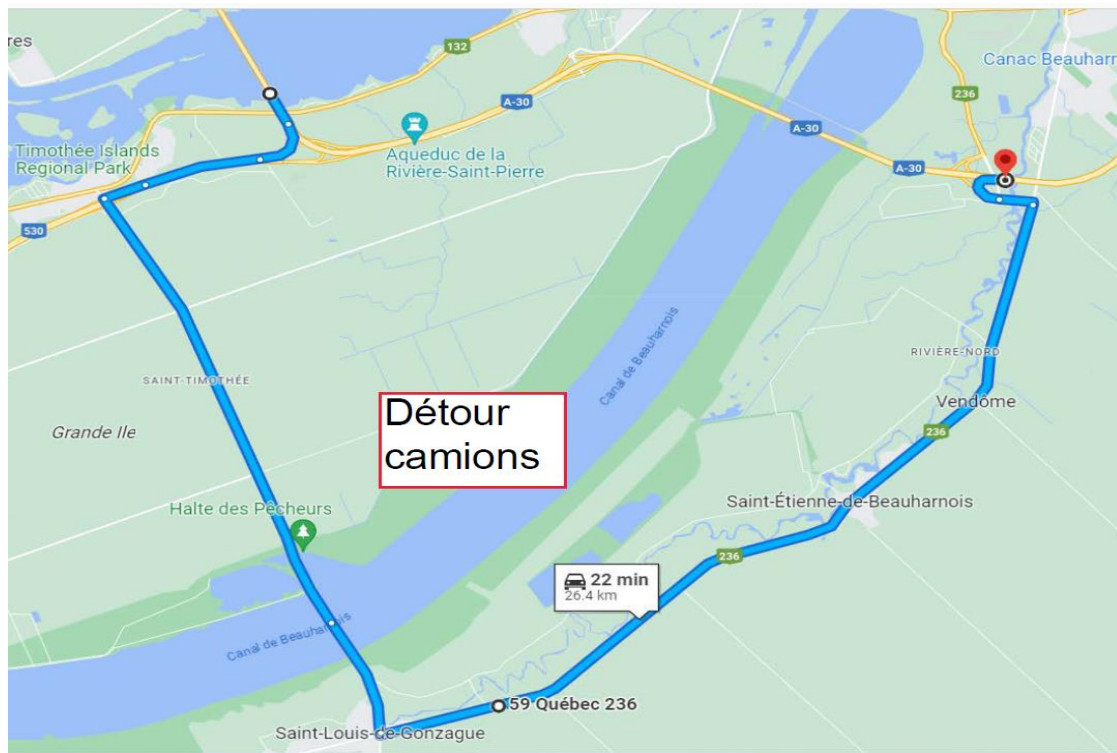 res
132
Canac Beauharn
236
A-30
A-30
Timothée Islands
Regional Park
Aqueduc de la
Rivière-Saint-Pierre
A-30
530
Canal de Beauharnois
RIVIÈRE-NORD
SAINT-TIMOTHÉE
Détour
camions
Vendôme
Grande Ile
236
Saint-Étienne-de-Beauharnois
Halte des Pêcheurs
236
22 min
26.4 km
Canal de Beauharnois
59 Québec 236
Saint-Louis-de-Gonzague